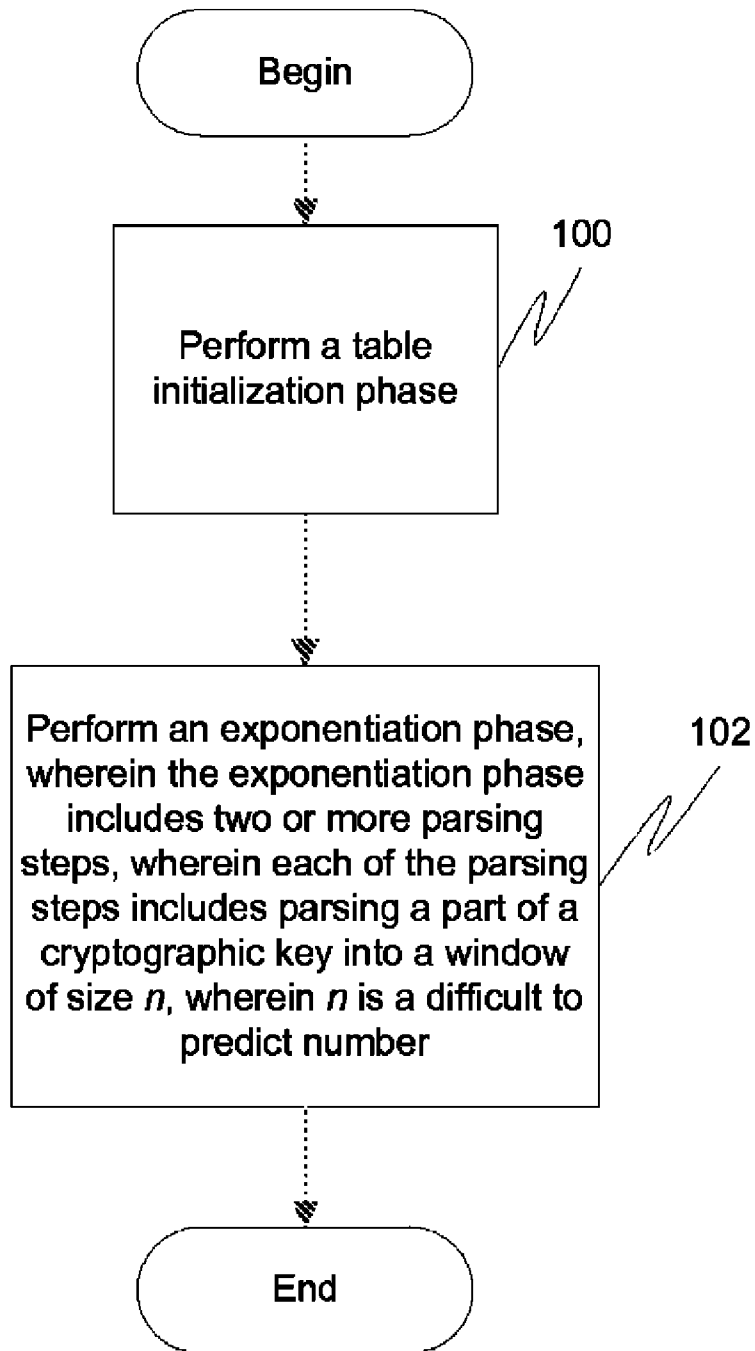 Begin
100
Perform a table
initialization phase
102
Perform an exponentiation phase,
wherein the exponentiation phase
includes two or more parsing
steps, wherein each of the parsing
steps includes parsing a part of a
cryptographic key into a window
of size n, wherein n is a difficult to
predict number
End